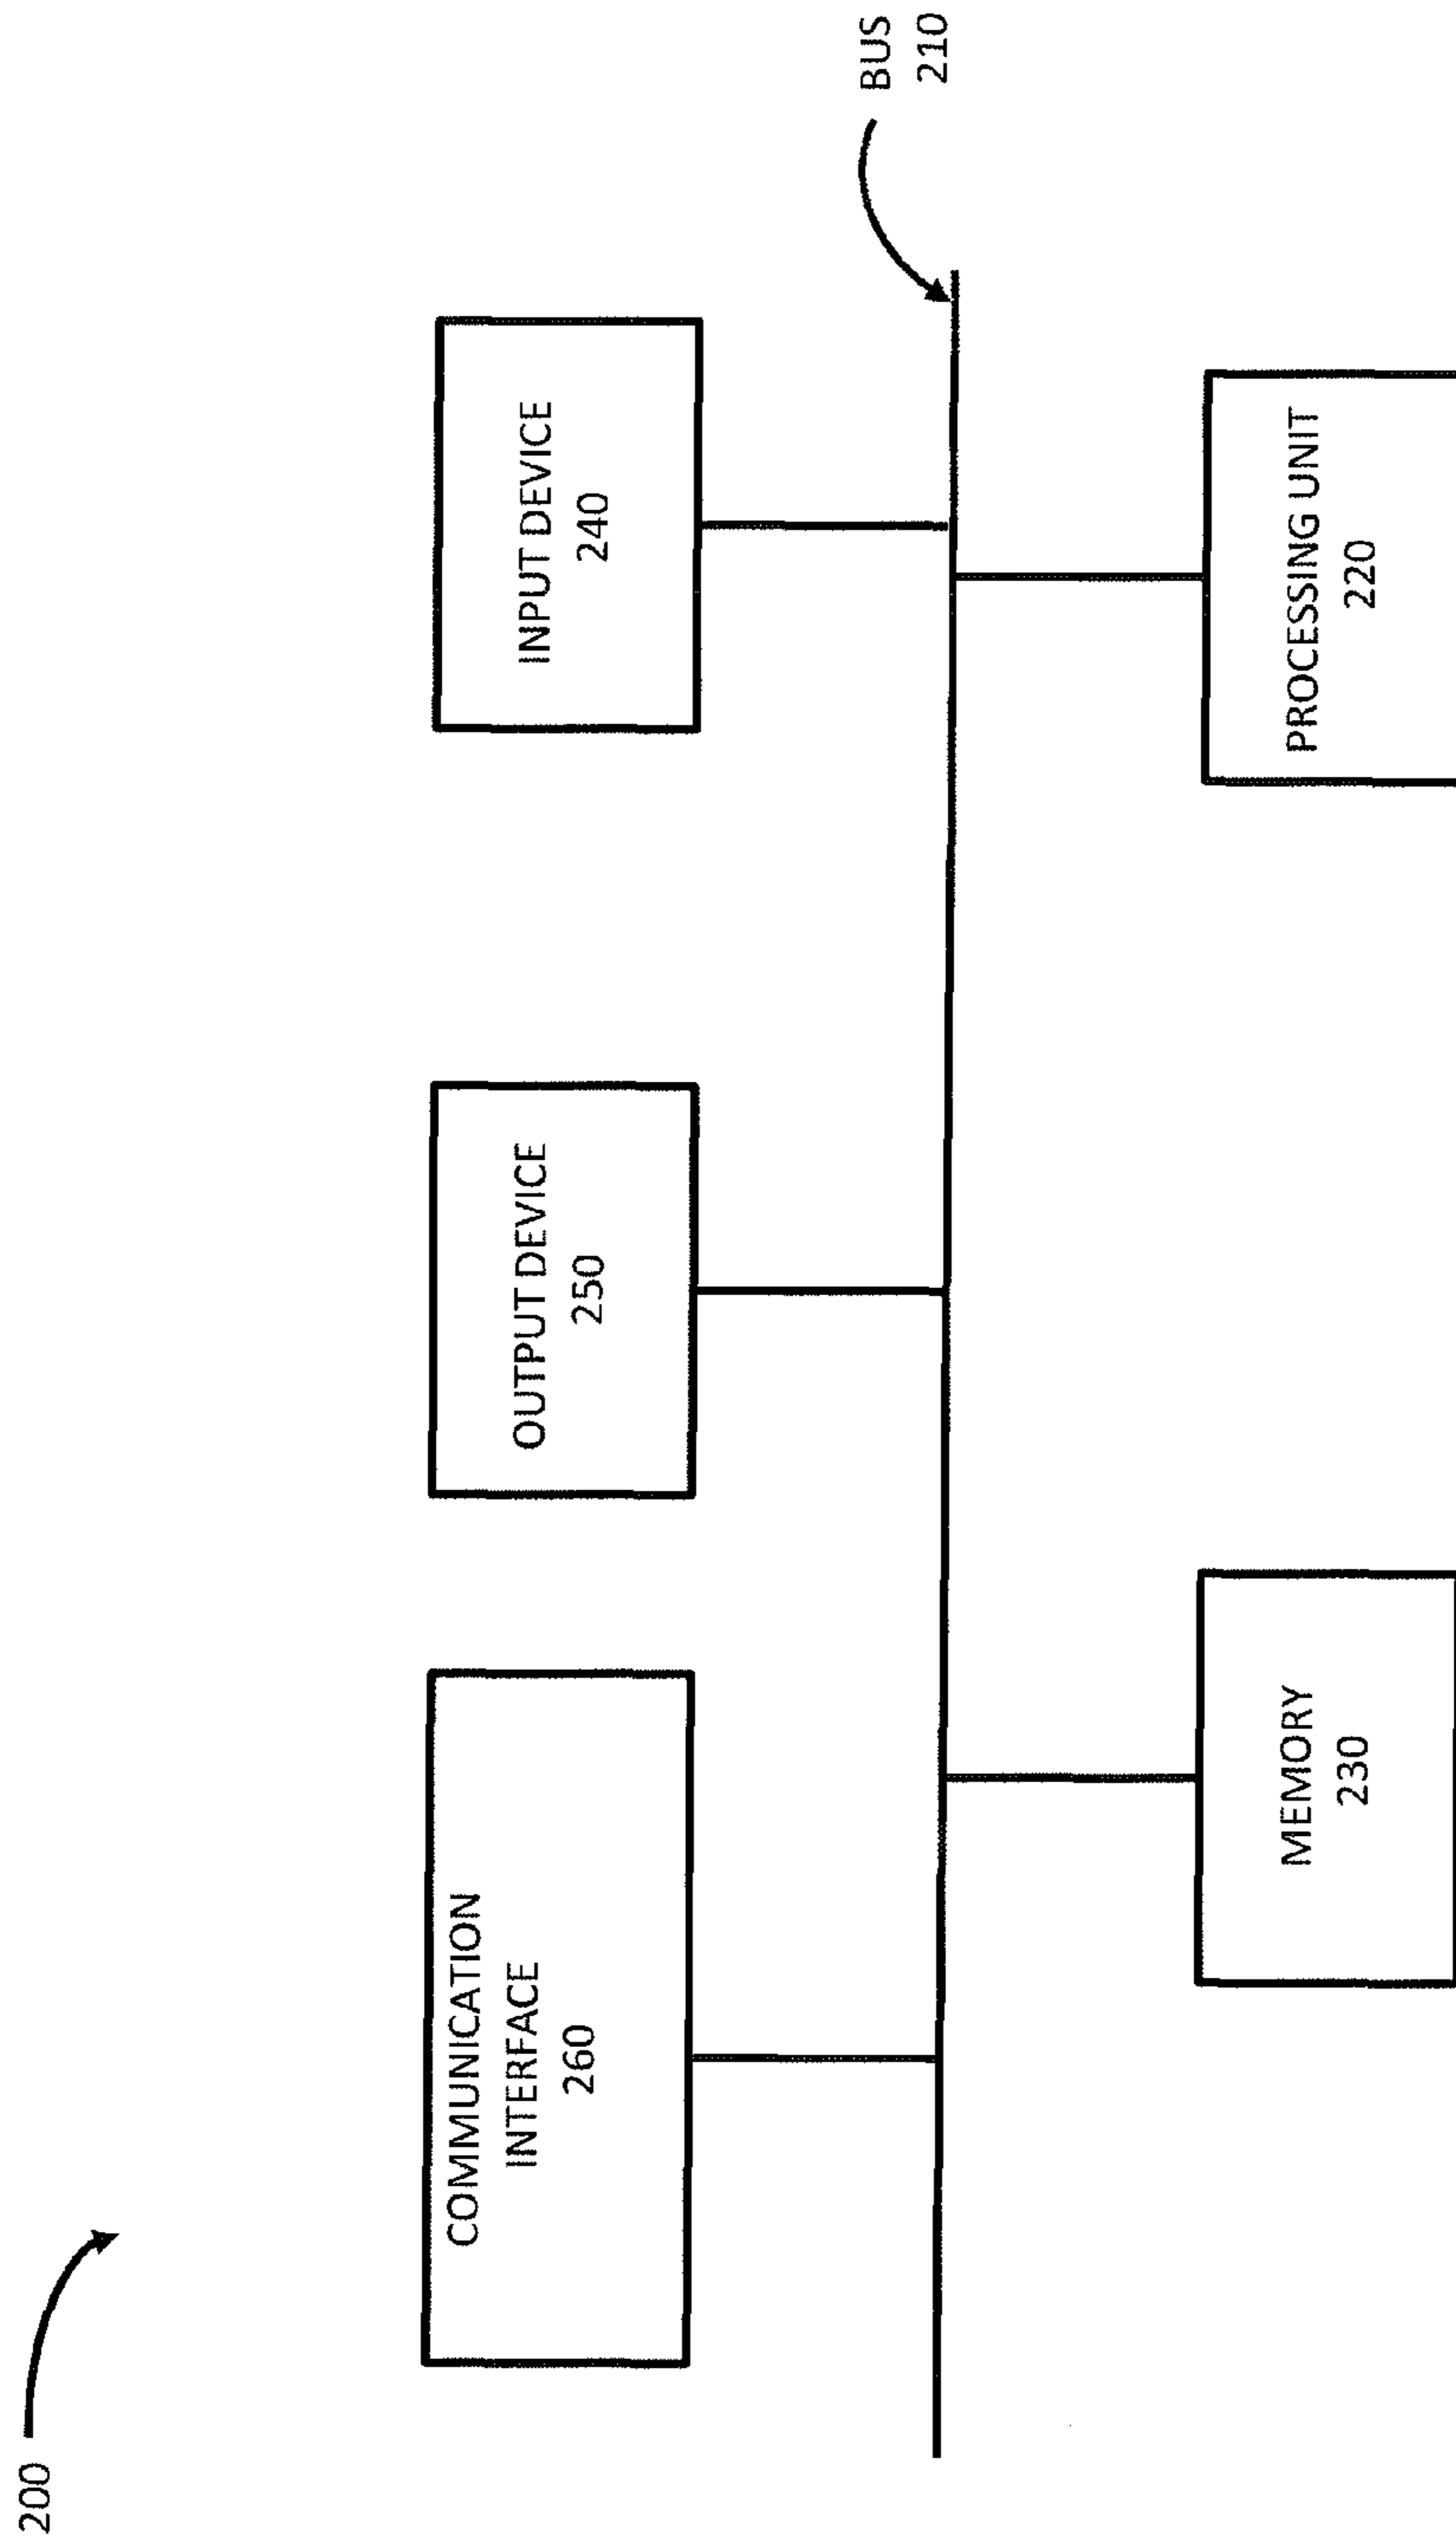 200
COMMUNICATION
INTERFACE
260
OUTPUT DEVICE
250
INPUT DEVICE
240
BUS
210
MEMORY
230
PROCESSING UNIT
220